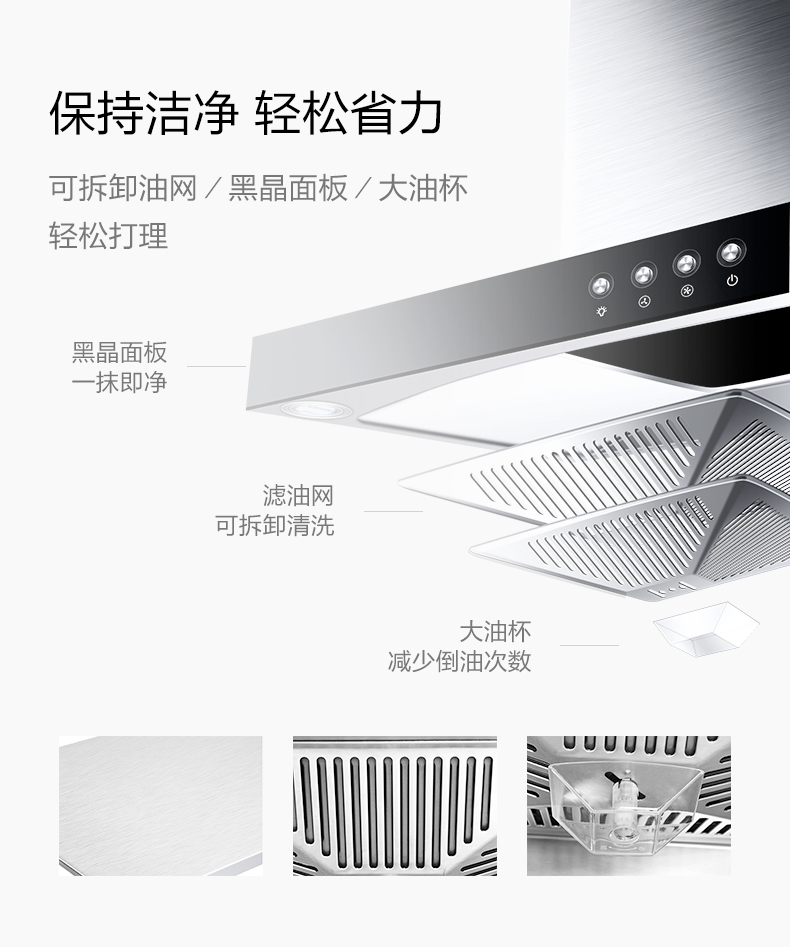 保持洁净 轻松省力
可拆卸油网 / 黑晶面板 / 大油杯
轻松打理
黑晶面板
一抹即净
滤油网
可拆卸清洗
大油杯
减少倒油次数